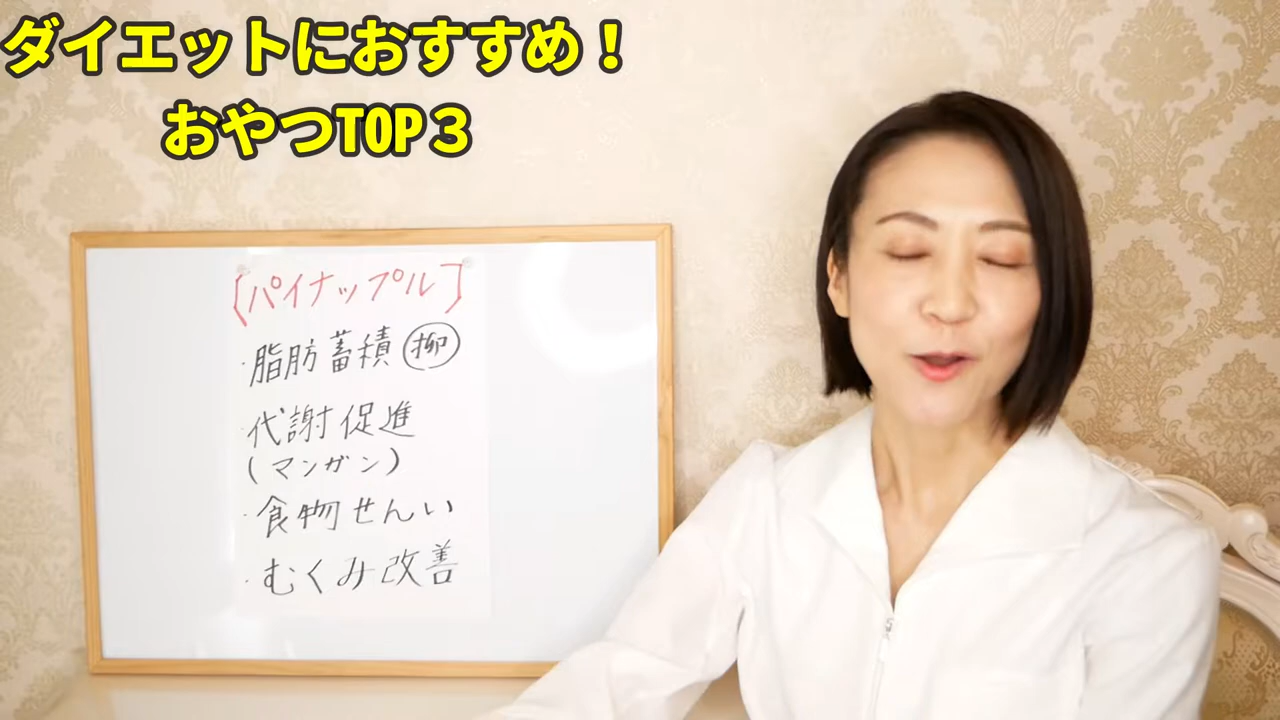 ダイエットにおすすめ！
おやつTOP３
[パイナップル]
・脂肪蓄積 抑
・代謝促進
(マンガン)
・食物せんい
・むくみ改善